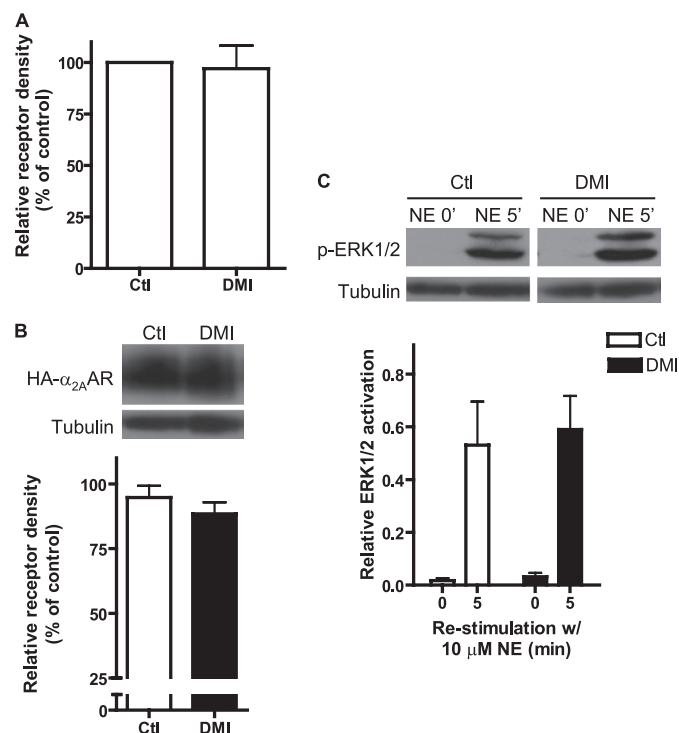 A
Relative receptor density
(% of control)
100
75
50
25
0
Ctl DMI
B
Ctl DMI
HA-α2AAR
Tubulin
Relative receptor density
(% of control)
100
75
50
25
0
Ctl DMI
C
Ctl DMI
NE 0' NE 5' NE 0' NE 5'
p-ERK1/2
Tubulin
Ctl
DMI
Relative ERK1/2 activation
0.8
0.6
0.4
0.2
0.0
0 5 0 5
Re-stimulation w/
10 μM NE (min)